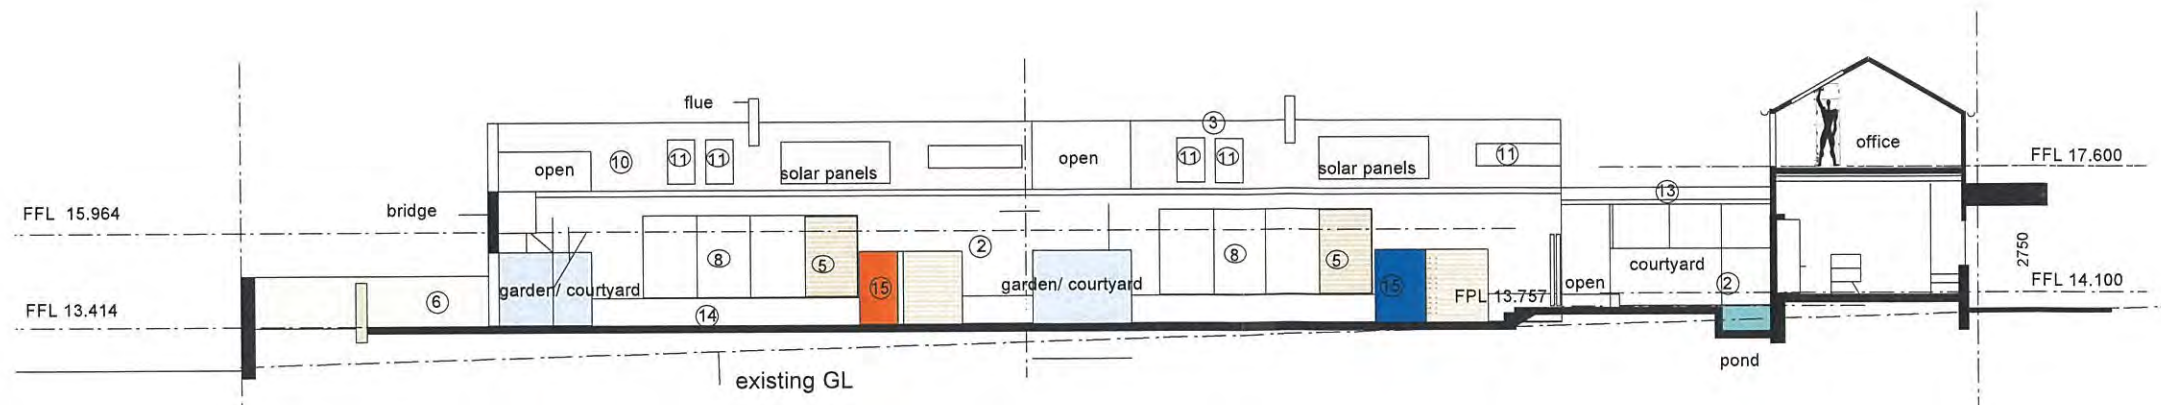 flue
3
open
10
11
11
solar panels
open
11
11
solar panels
11
office
FFL 17.600
FFL 15.964
bridge
13
2
8
5
8
5
courtyard
2750
garden/ courtyard
15
garden/ courtyard
15
FPL 13.757
open
2
FFL 14.100
FFL 13.414
6
14
pond
existing GL